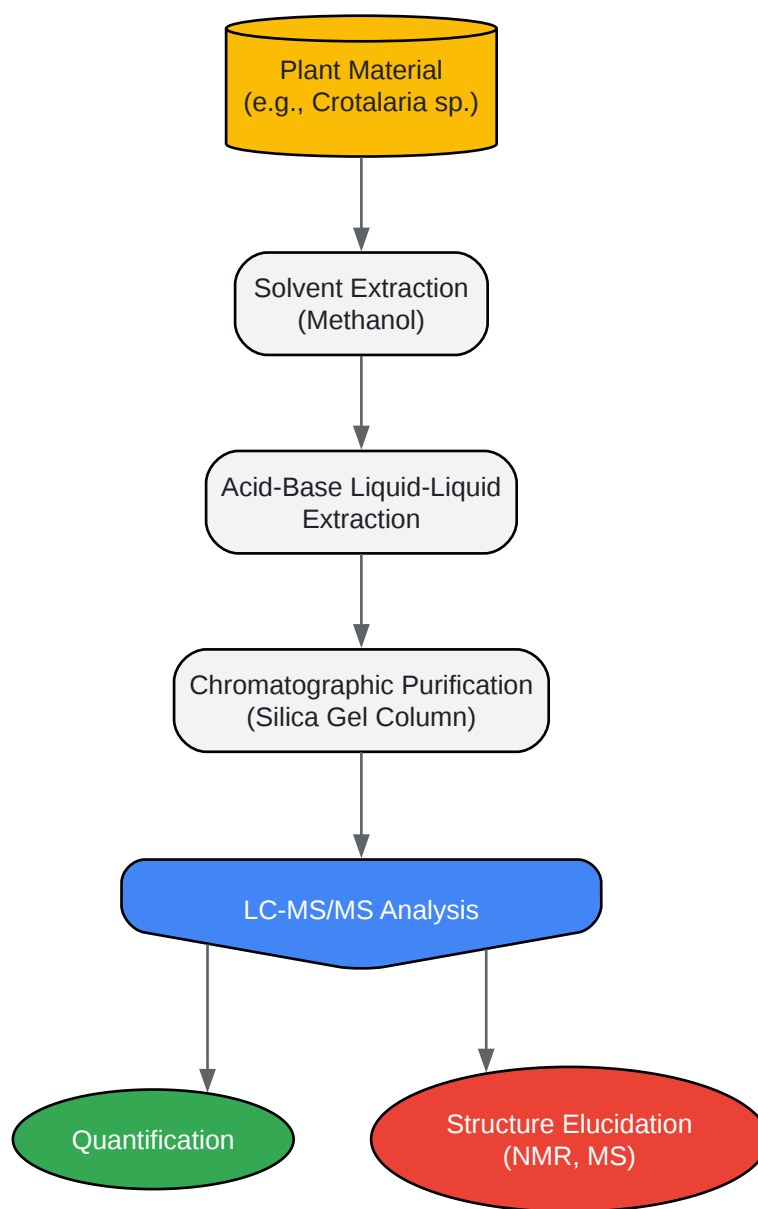 Plant Material
(e.g., Crotalaria sp.)
Solvent Extraction
(Methanol)
Acid-Base Liquid-Liquid
Extraction
Chromatographic Purification
(Silica Gel Column)
LC-MS/MS Analysis
Quantification
Structure Elucidation
(NMR, MS)